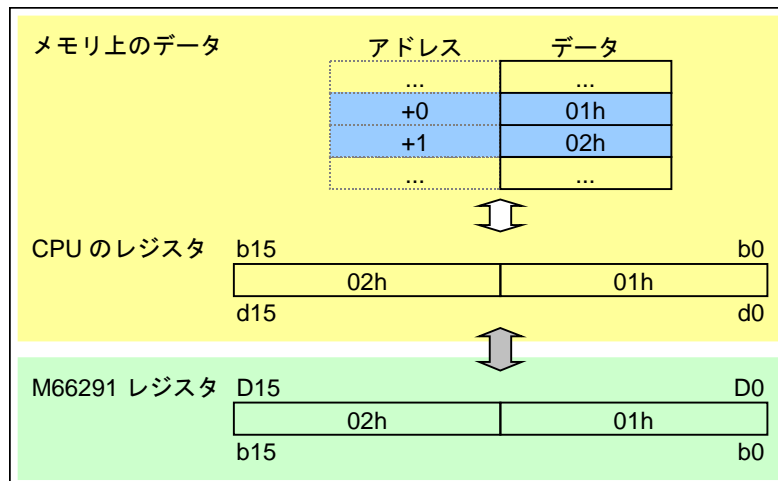 メモリ上のデータ アドレス データ
... ...
+0 01h
+1 02h
... ...
CPU のレジスタ b15 b0
02h 01h
d15 d0
M66291 レジスタ D15 D0
02h 01h
b15 b0